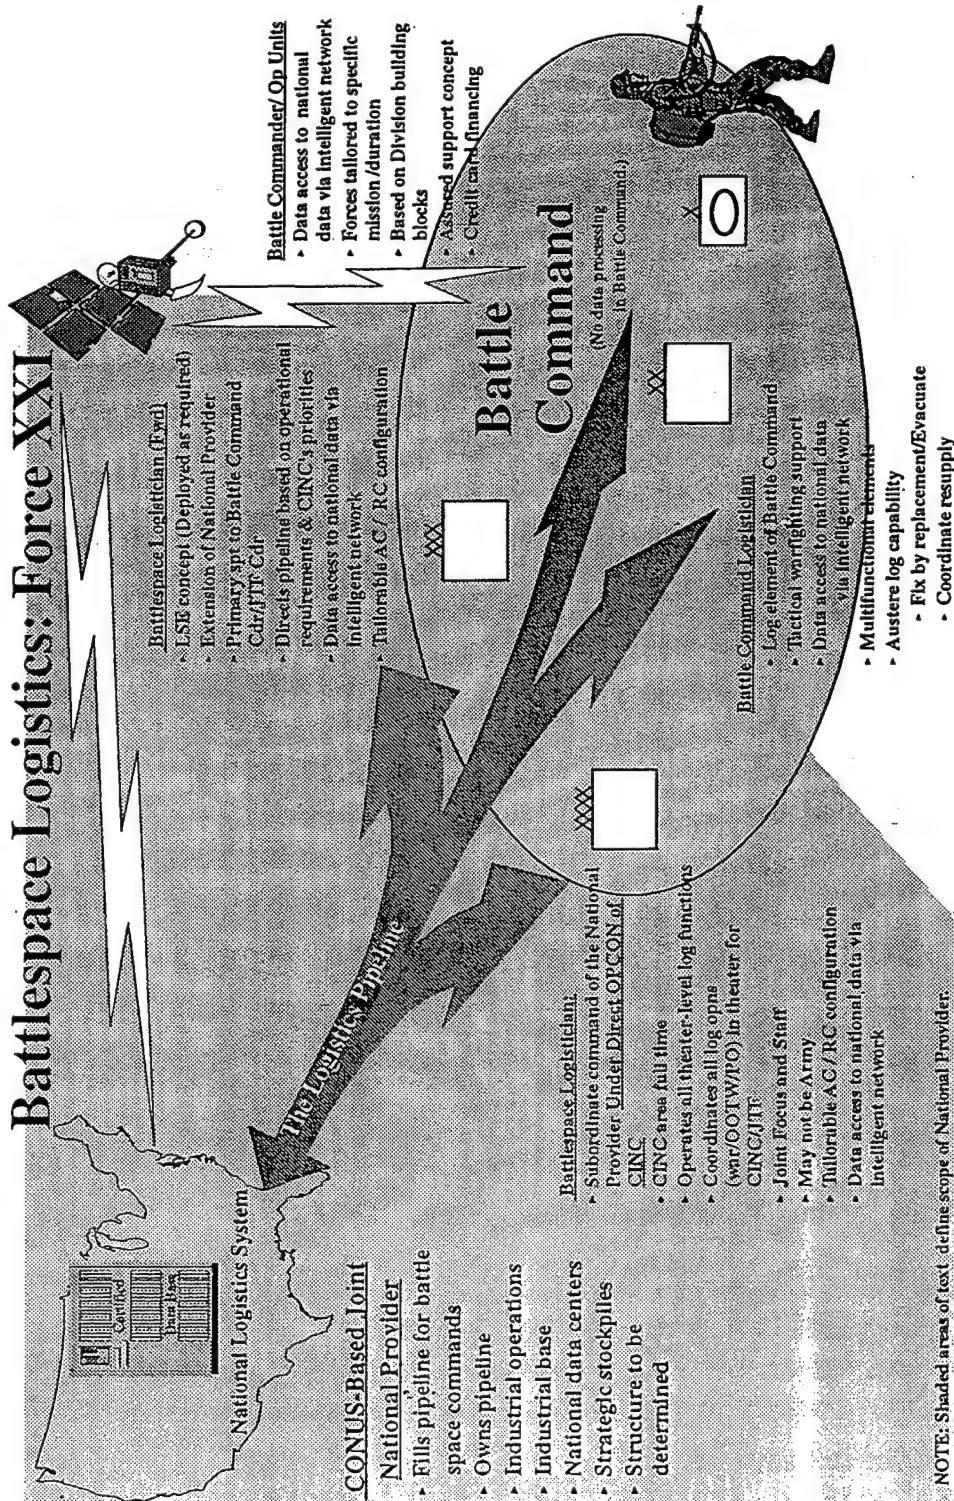 Battlespace Logistics: Force XXI
Certified
Data Base
National Logistics System
CONUS-Based Joint
National Provider
▸ Fills pipeline for battle
space commands
▸ Owns pipeline
▸ Industrial operations
▸ Industrial base
▸ National data centers
▸ Strategic stockpiles
▸ Structure to be
determined
The Logistics Pipeline
Battlespace Logistician:
▸ Subordinate command of the National
Provider Under Direct OPCON of
CINC
▸ CINC area full time
▸ Operates all theater-level log functions
▸ Coordinates all log opns
(war/OOTW/PO) in theater for
CINC/JTF
▸ Joint Focus and Staff
▸ May not be Army
▸ Tailorable AC/RC configuration
▸ Data access to national data via
Intelligent network
Battlespace Logistician (Fwd)
▸ LSE concept (Deployed as required)
▸ Extension of National Provider
▸ Primary spt to Battle Command
Cdr/JTF Cdr
▸ Directs pipeline based on operational
requirements & CINC's priorities
▸ Data access to national data via
Intelligent network
▸ Tailorable AC / RC configuration
Battle Commander/ Op Units
▸ Data access to national
data via intelligent network
▸ Forces tailored to specific
mission /duration
▸ Based on Division building
blocks
▸ Assured support concept
▸ Credit card financing
Battle
Command
(No data processing
in Battle Command.)
XXX
XXXX
XX
X
Battle Command Logistician
▸ Log element of Battle Command
▸ Tactical warfighting support
▸ Data access to national data
via intelligent network
▸ Multifunctional elements
▸ Austere log capability
▸ Fix by replacement/Evacuate
▸ Coordinate resupply
NOTE: Shaded areas of text define scope of National Provider.